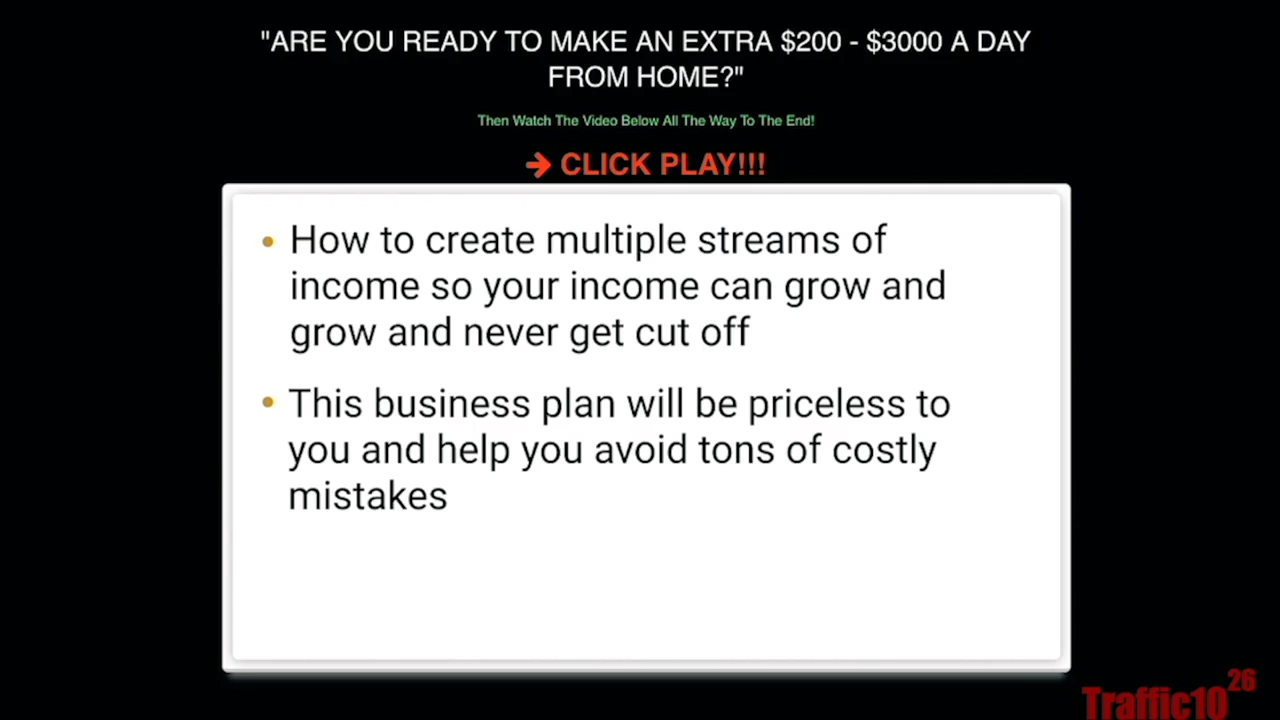 "ARE YOU READY TO MAKE AN EXTRA $200 - $3000 A DAY
FROM HOME?"
Then Watch The Video Below All The Way To The End!
→ CLICK PLAY!!!
• How to create multiple streams of
income so your income can grow and
grow and never get cut off
• This business plan will be priceless to
you and help you avoid tons of costly
mistakes
Traffic10²⁶